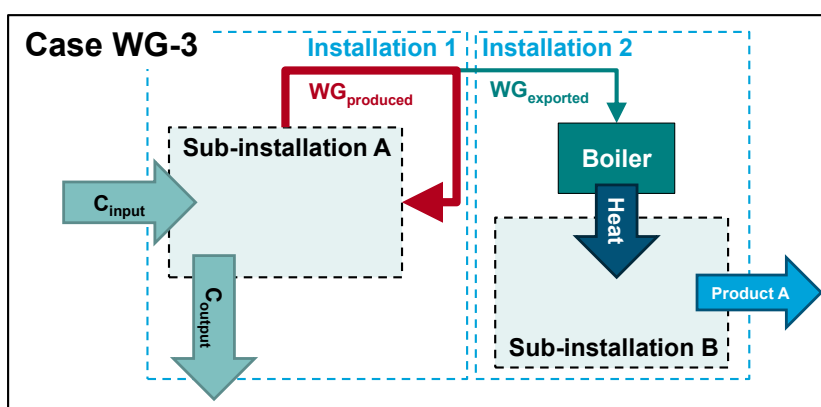 Case WG-3
Installation 1
Installation 2
WGproduced
WGexported
Sub-installation A
Boiler
Cinput
Heat
Coutput
Product A
Sub-installation B